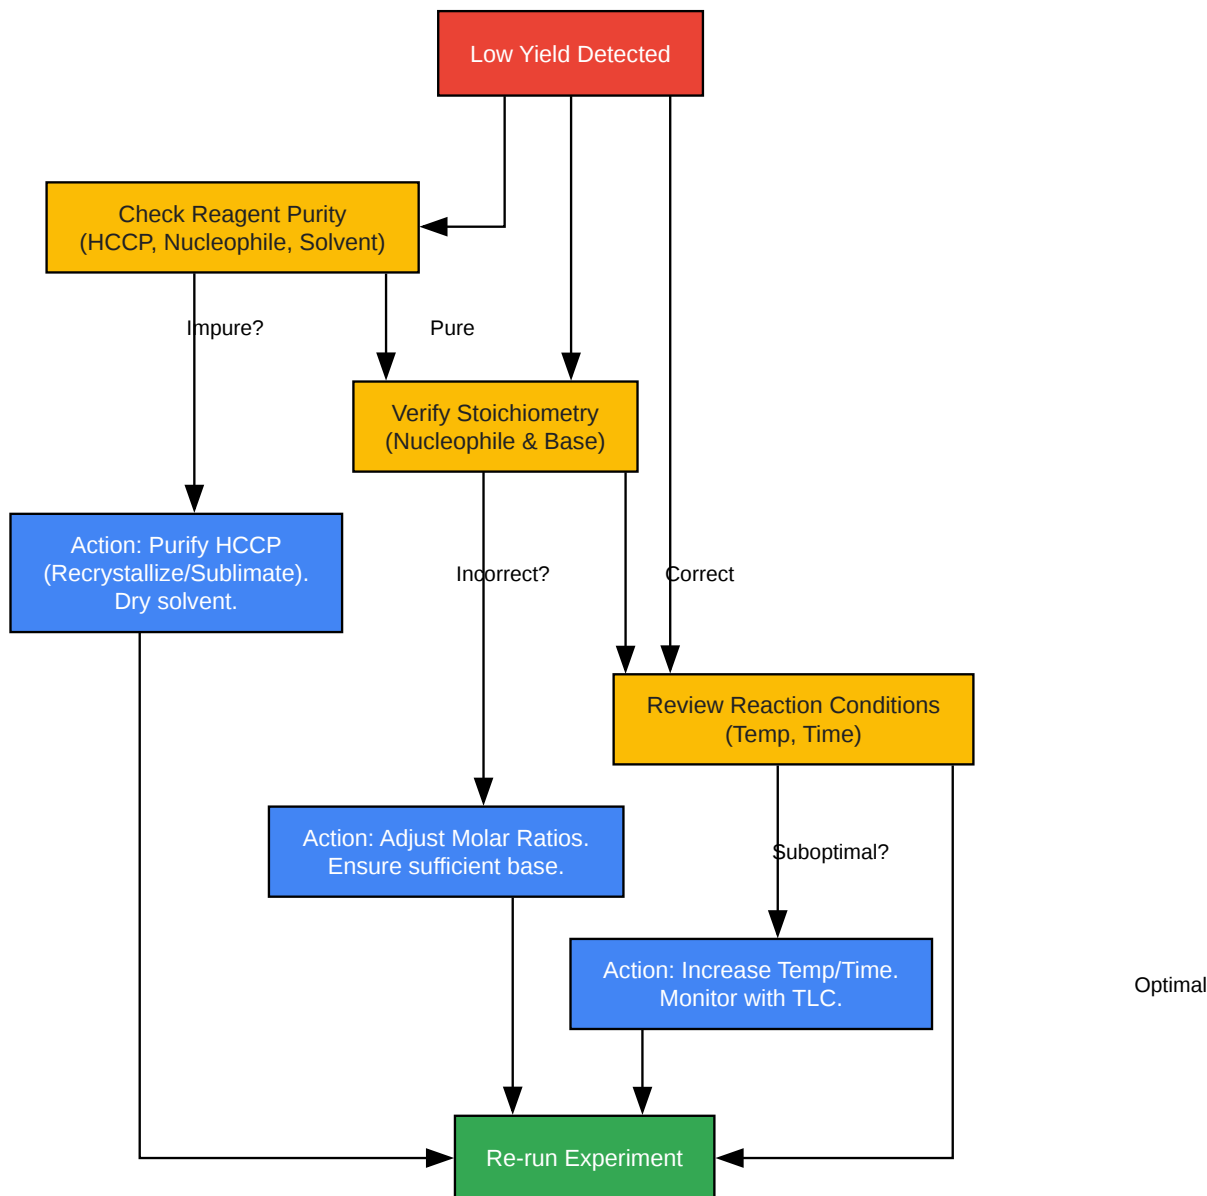 Low Yield Detected
Check Reagent Purity
(HCCP, Nucleophile, Solvent)
Impure?
Pure
Verify Stoichiometry
(Nucleophile & Base)
Action: Purify HCCP
(Recrystallize/Sublimate).
Dry solvent.
Incorrect?
Correct
Review Reaction Conditions
(Temp, Time)
Action: Adjust Molar Ratios.
Ensure sufficient base.
Suboptimal?
Action: Increase Temp/Time.
Monitor with TLC.
Optimal
Re-run Experiment